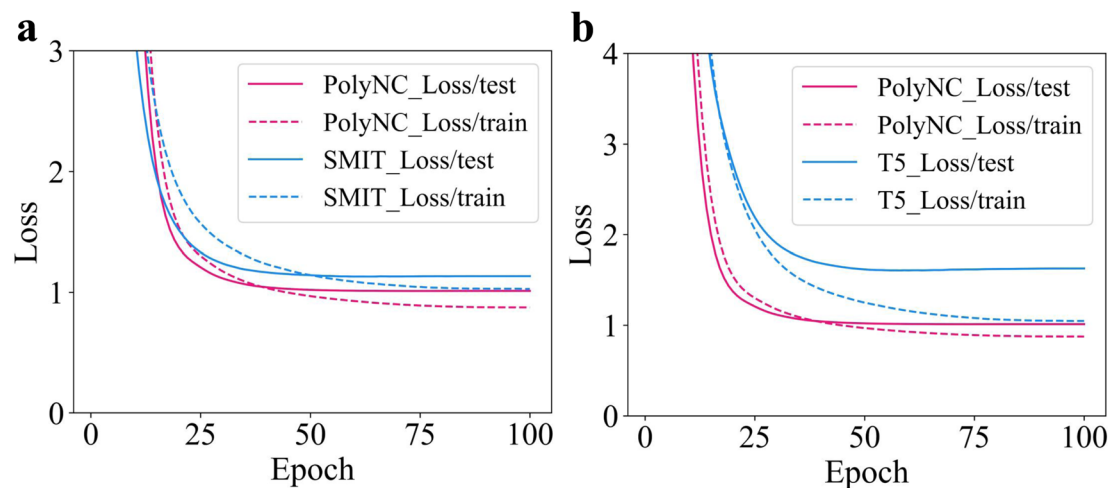 a
3
2
1
0
Loss
PolyNC_Loss/test
PolyNC_Loss/train
SMIT_Loss/test
SMIT_Loss/train
0 25 50 75 100
Epoch
b
4
3
2
1
0
Loss
PolyNC_Loss/test
PolyNC_Loss/train
T5_Loss/test
T5_Loss/train
0 25 50 75 100
Epoch